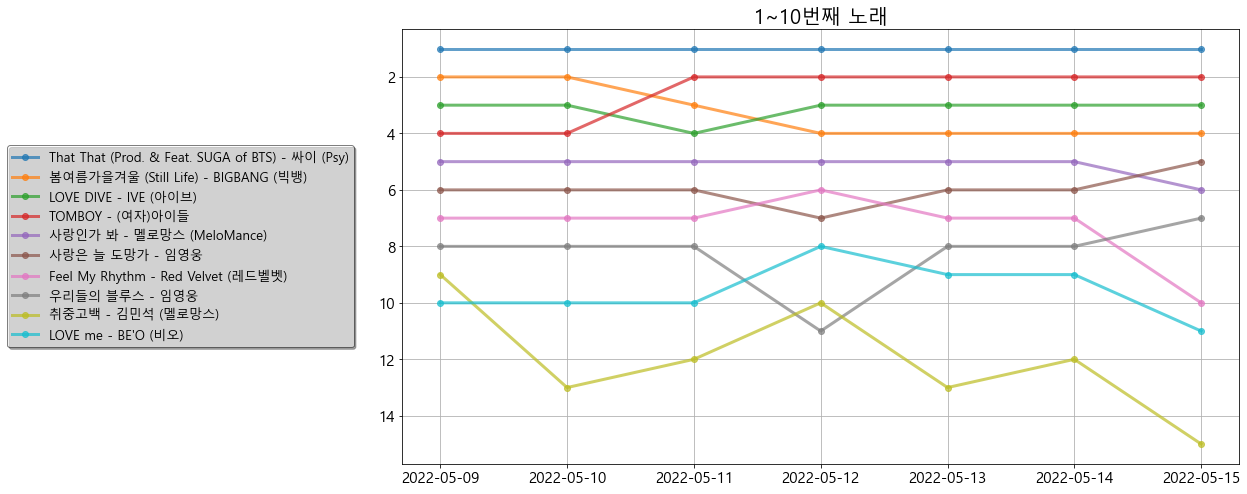 1~10번째 노래
That That (Prod. & Feat. SUGA of BTS) - 싸이 (Psy)
봄여름가을겨울 (Still Life) - BIGBANG (빅뱅)
LOVE DIVE - IVE (아이브)
TOMBOY - (여자)아이들
사랑인가 봐 - 멜로망스 (MeloMance)
사랑은 늘 도망가 - 임영웅
Feel My Rhythm - Red Velvet (레드벨벳)
우리들의 블루스 - 임영웅
취중고백 - 김민석 (멜로망스)
LOVE me - BE'O (비오)
2
4
6
8
10
12
14
2022-05-09 2022-05-10 2022-05-11 2022-05-12 2022-05-13 2022-05-14 2022-05-15